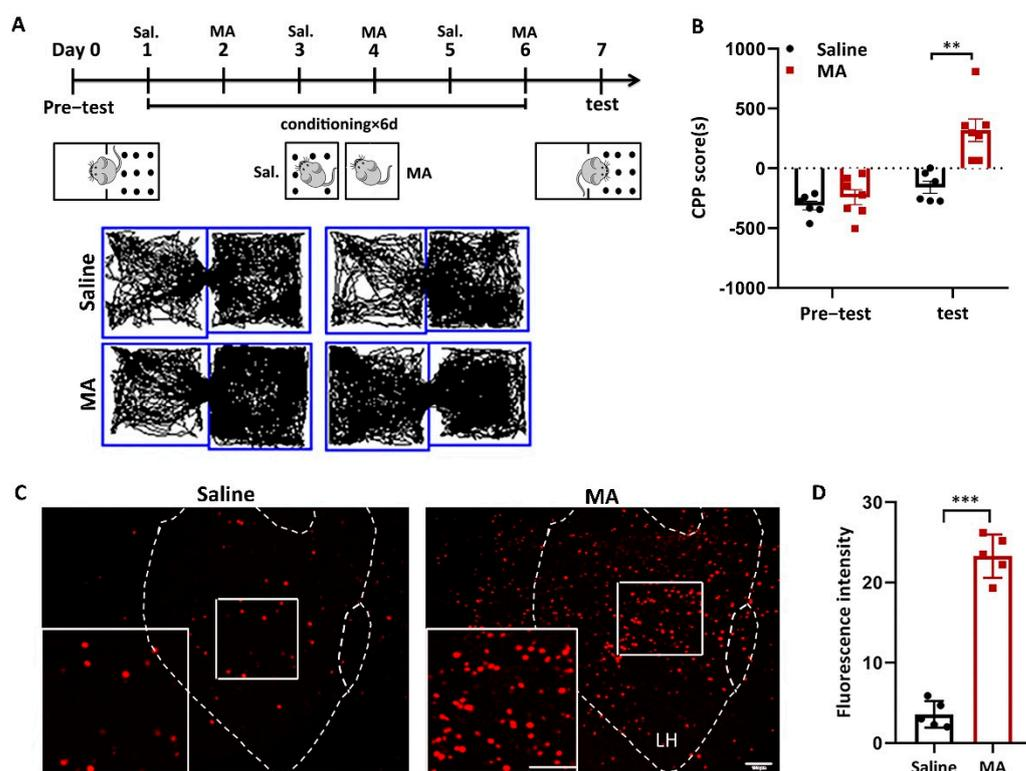 A
Sal. MA Sal. MA Sal. MA
Day 0 1 2 3 4 5 6 7
Pre-test test
conditioning×6d
Sal. MA
Saline
MA
B
Saline
MA
**
CPP score(s)
1000
500
0
-500
-1000
Pre-test test
C
Saline MA
LH
D
***
Fluorescence intensity
30
20
10
0
Saline MA